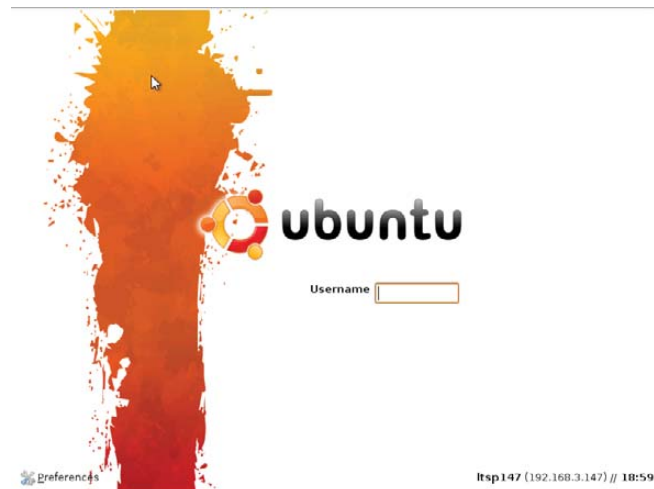 ubuntu
Username
Preferences
ltsp147 (192.168.3.147) // 18:59